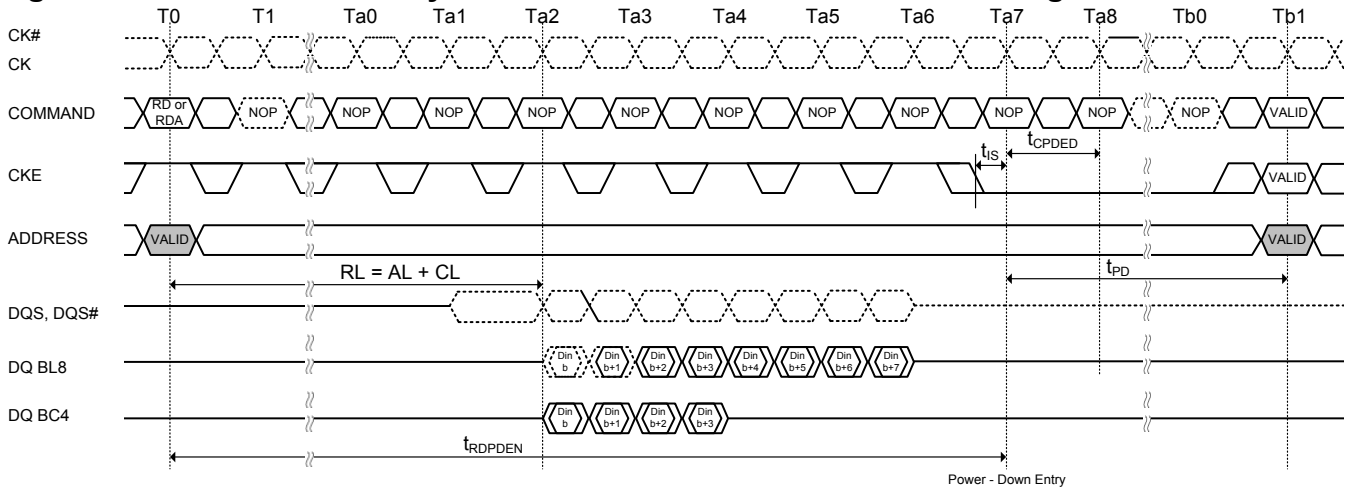 T0 T1 Ta0 Ta1 Ta2 Ta3 Ta4 Ta5 Ta6 Ta7 Ta8 Tb0 Tb1
CK#
CK
COMMAND RD or RDA NOP NOP NOP NOP NOP NOP NOP NOP NOP NOP NOP VALID
tIS tCPDED
CKE VALID
ADDRESS VALID VALID
RL = AL + CL tPD
DQS, DQS#
DQ BL8 Din b Din b+1 Din b+2 Din b+3 Din b+4 Din b+5 Din b+6 Din b+7
DQ BC4 Din b Din b+1 Din b+2 Din b+3
tRDPDEN
Power - Down Entry